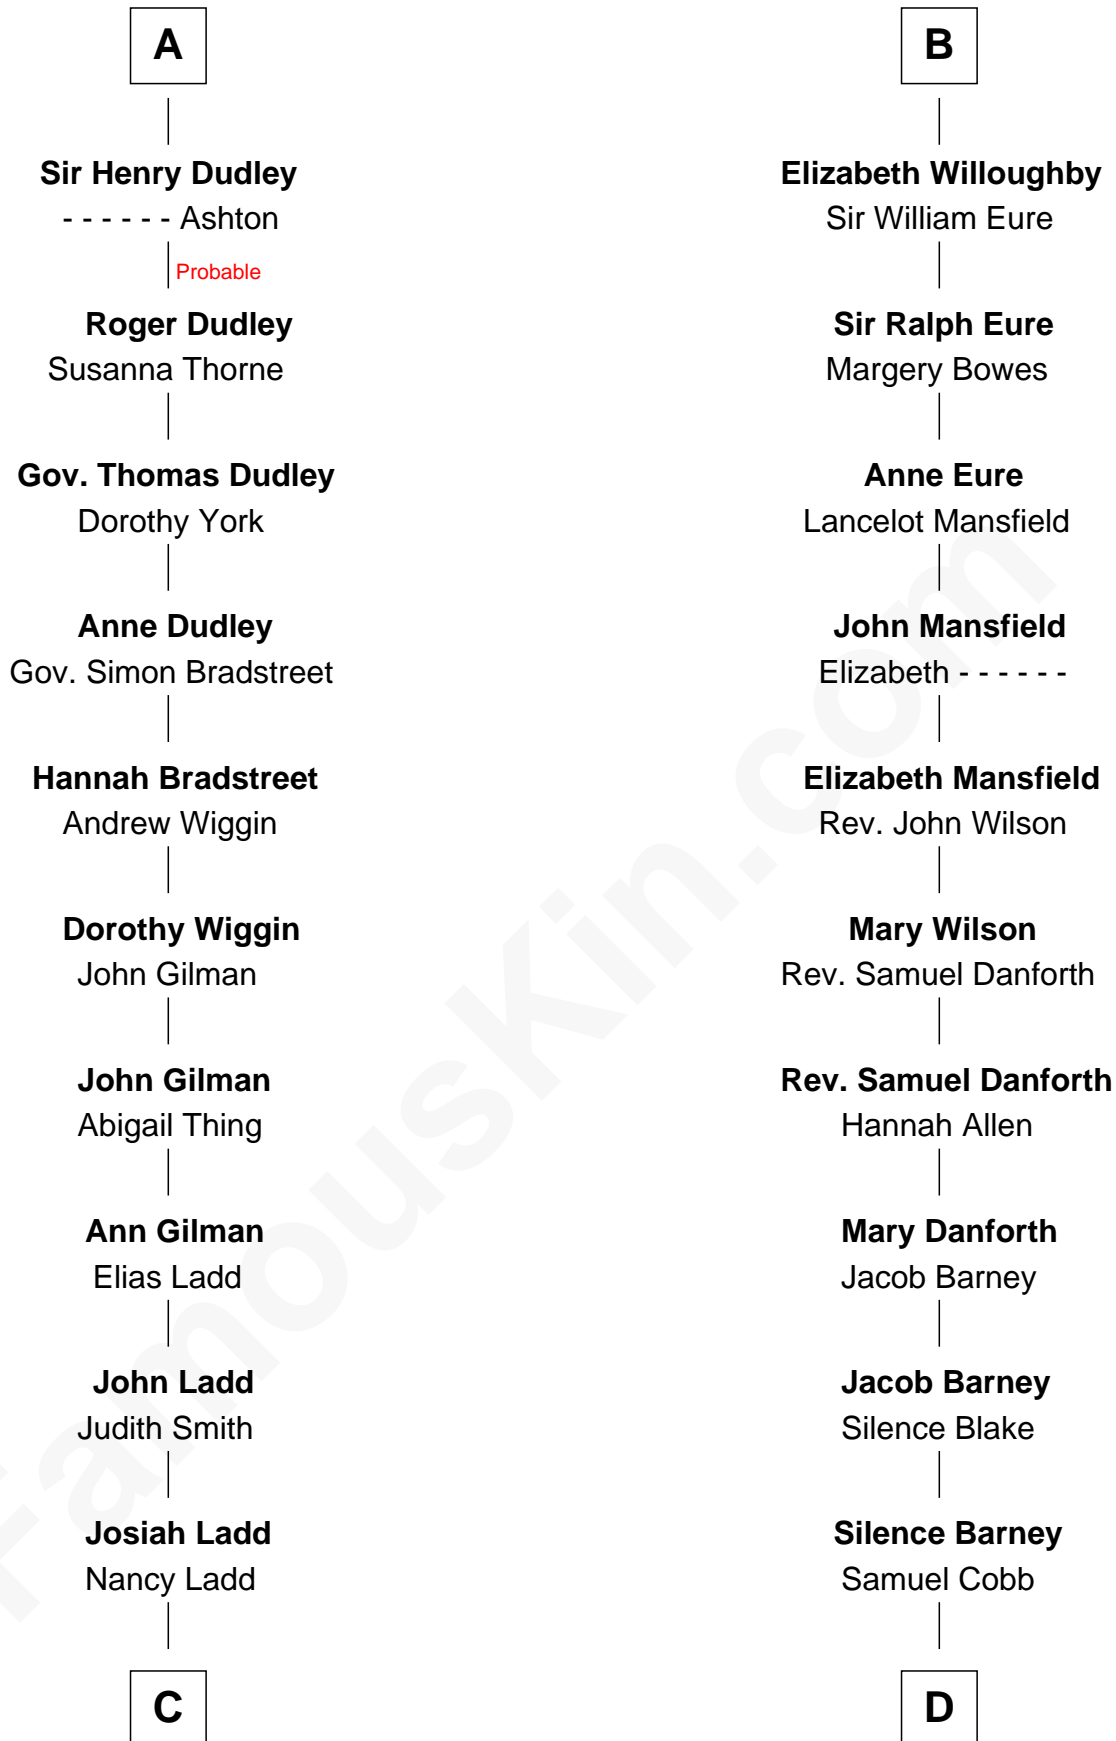 A
Sir Henry Dudley
- - - - - - Ashton
Probable
Roger Dudley
Susanna Thorne
Gov. Thomas Dudley
Dorothy York
Anne Dudley
Gov. Simon Bradstreet
Hannah Bradstreet
Andrew Wiggin
Dorothy Wiggin
John Gilman
John Gilman
Abigail Thing
Ann Gilman
Elias Ladd
John Ladd
Judith Smith
Josiah Ladd
Nancy Ladd
C
B
Elizabeth Willoughby
Sir William Eure
Sir Ralph Eure
Margery Bowes
Anne Eure
Lancelot Mansfield
John Mansfield
Elizabeth - - - - - -
Elizabeth Mansfield
Rev. John Wilson
Mary Wilson
Rev. Samuel Danforth
Rev. Samuel Danforth
Hannah Allen
Mary Danforth
Jacob Barney
Jacob Barney
Silence Blake
Silence Barney
Samuel Cobb
D
FamousKin.com